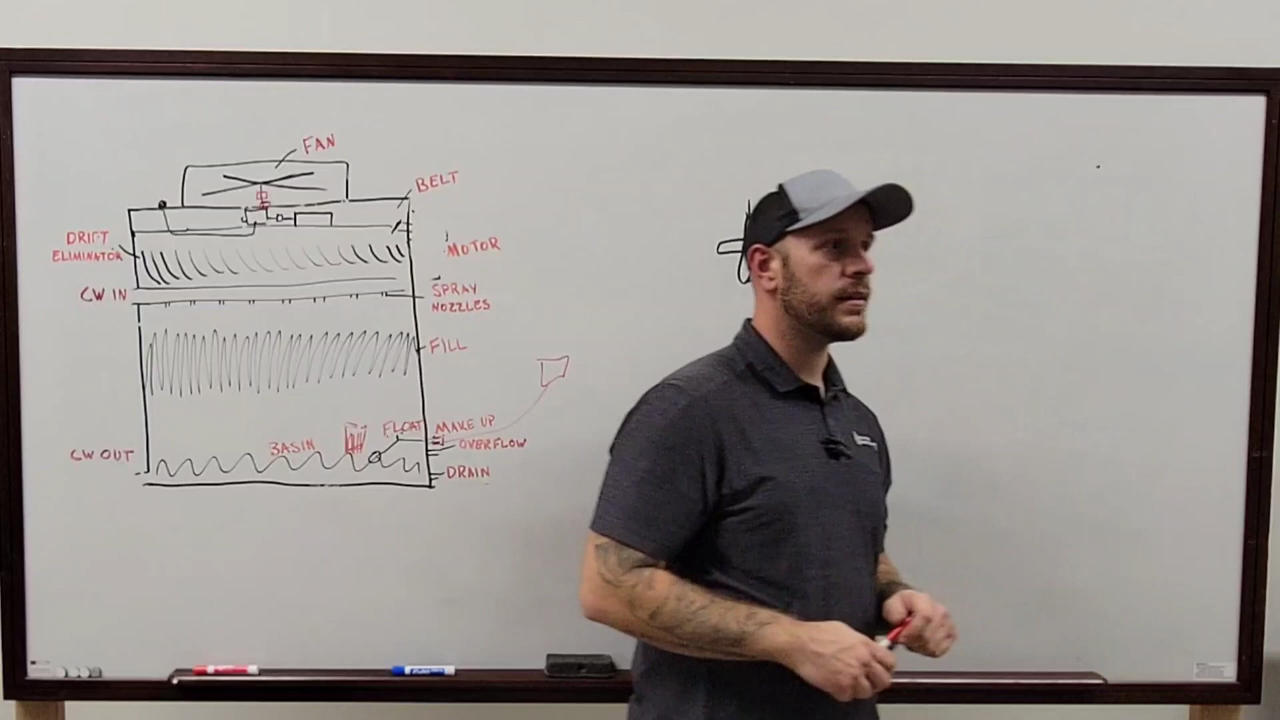 FAN
BELT
DRIFT
ELIMINATOR
MOTOR
CW IN
SPRAY
NOZZLES
FILL
FLOAT
MAKE UP
BASIN
OVERFLOW
CW OUT
DRAIN